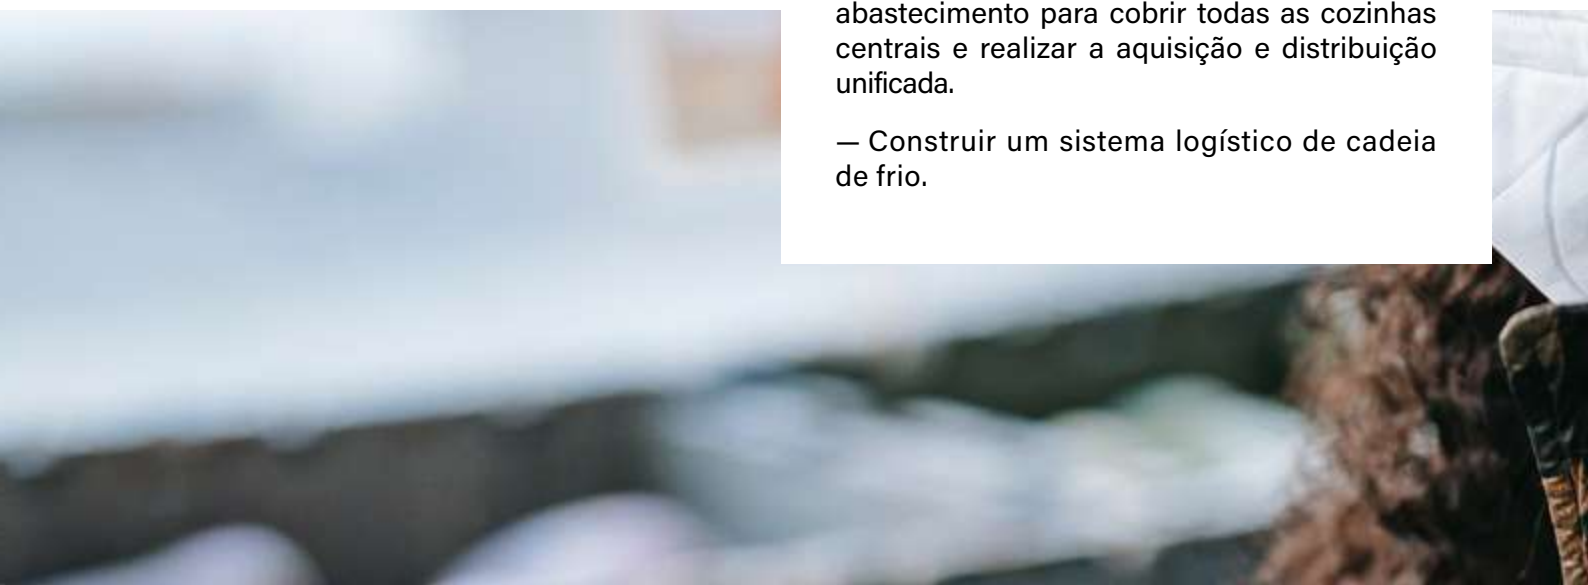 abastecimento para cobrir todas as cozinhas
centrais e realizar a aquisição e distribuição
unificada.
— Construir um sistema logístico de cadeia
de frio.